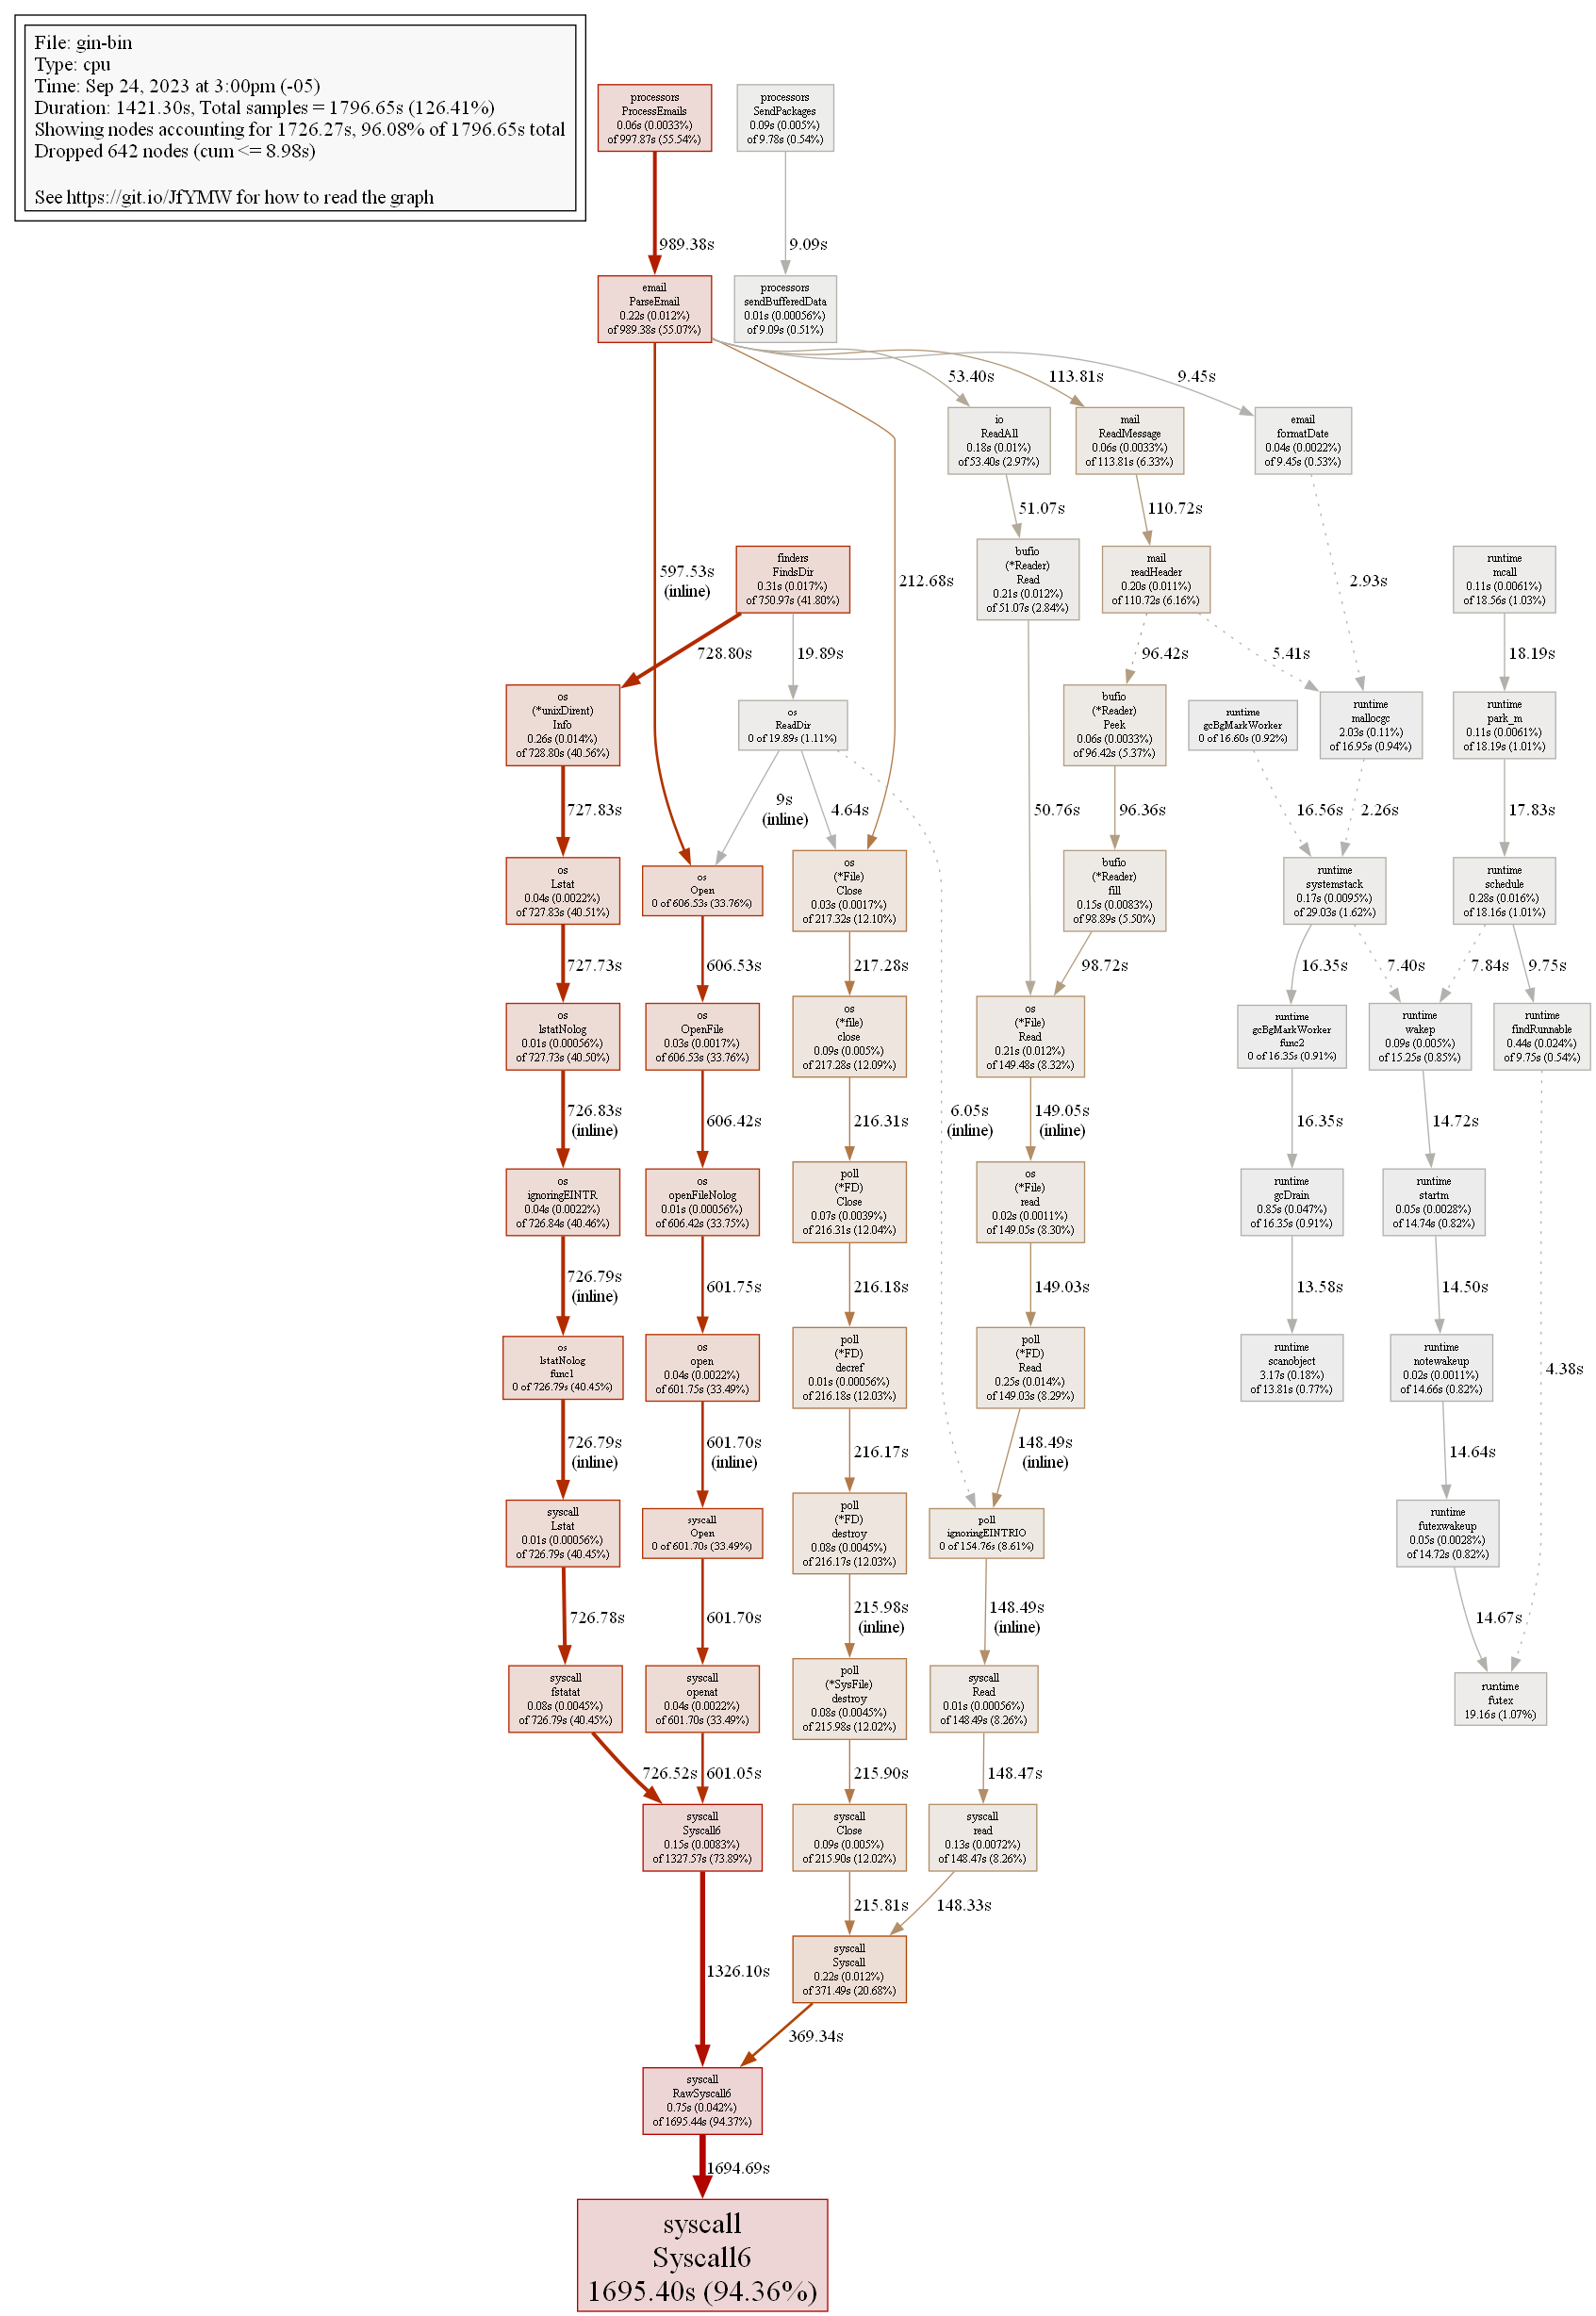 File: gin-bin
Type: cpu
Time: Sep 24, 2023 at 3:00pm (-05)
Duration: 1421.30s, Total samples = 1796.65s (126.41%)
Showing nodes accounting for 1726.27s, 96.08% of 1796.65s total
Dropped 642 nodes (cum <= 8.98s)
See https://git.io/JfYMW for how to read the graph
processors
ProcessEmails
0.06s (0.0033%)
of 997.87s (55.54%)
processors
SendPackages
0.09s (0.005%)
of 9.78s (0.54%)
989.38s
9.09s
email
ParseEmail
0.22s (0.012%)
of 989.38s (55.07%)
processors
sendBufferedData
0.01s (0.00056%)
of 9.09s (0.51%)
53.40s
113.81s
9.45s
io
ReadAll
0.18s (0.01%)
of 53.40s (2.97%)
mail
ReadMessage
0.06s (0.0033%)
of 113.81s (6.33%)
email
formatDate
0.04s (0.0022%)
of 9.45s (0.53%)
51.07s
110.72s
597.53s
(inline)
finders
FindsDir
0.31s (0.017%)
of 750.97s (41.80%)
212.68s
bufio
(*Reader)
Read
0.21s (0.012%)
of 51.07s (2.84%)
mail
readHeader
0.20s (0.011%)
of 110.72s (6.16%)
2.93s
runtime
mcall
0.11s (0.0061%)
of 18.56s (1.03%)
728.80s
19.89s
96.42s
5.41s
18.19s
os
(*unixDirent)
Info
0.26s (0.014%)
of 728.80s (40.56%)
os
ReadDir
0 of 19.89s (1.11%)
bufio
(*Reader)
Peek
0.06s (0.0033%)
of 96.42s (5.37%)
runtime
gcBgMarkWorker
0 of 16.60s (0.92%)
runtime
mallocgc
2.03s (0.11%)
of 16.95s (0.94%)
runtime
park_m
0.11s (0.0061%)
of 18.19s (1.01%)
727.83s
9s
(inline)
4.64s
50.76s
96.36s
16.56s
2.26s
17.83s
os
Lstat
0.04s (0.0022%)
of 727.83s (40.51%)
os
Open
0 of 606.53s (33.76%)
os
(*File)
Close
0.03s (0.0017%)
of 217.32s (12.10%)
bufio
(*Reader)
fill
0.15s (0.0083%)
of 98.89s (5.50%)
runtime
systemstack
0.17s (0.0095%)
of 29.03s (1.62%)
runtime
schedule
0.28s (0.016%)
of 18.16s (1.01%)
727.73s
606.53s
217.28s
98.72s
16.35s
7.40s
7.84s
9.75s
os
lstatNolog
0.01s (0.00056%)
of 727.73s (40.50%)
os
OpenFile
0.03s (0.0017%)
of 606.53s (33.76%)
os
(*file)
close
0.09s (0.005%)
of 217.28s (12.09%)
os
(*File)
Read
0.21s (0.012%)
of 149.48s (8.32%)
runtime
gcBgMarkWorker
func2
0 of 16.35s (0.91%)
runtime
wakep
0.09s (0.005%)
of 15.25s (0.85%)
runtime
findRunnable
0.44s (0.024%)
of 9.75s (0.54%)
726.83s
(inline)
606.42s
216.31s
6.05s
(inline)
149.05s
(inline)
16.35s
14.72s
os
ignoringEINTR
0.04s (0.0022%)
of 726.84s (40.46%)
os
openFileNolog
0.01s (0.00056%)
of 606.42s (33.75%)
poll
(*FD)
Close
0.07s (0.0039%)
of 216.31s (12.04%)
os
(*File)
read
0.02s (0.0011%)
of 149.05s (8.30%)
runtime
gcDrain
0.85s (0.047%)
of 16.35s (0.91%)
runtime
startm
0.05s (0.0028%)
of 14.74s (0.82%)
726.79s
(inline)
601.75s
216.18s
149.03s
13.58s
14.50s
os
lstatNolog
func1
0 of 726.79s (40.45%)
os
open
0.04s (0.0022%)
of 601.75s (33.49%)
poll
(*FD)
decref
0.01s (0.00056%)
of 216.18s (12.03%)
poll
(*FD)
Read
0.25s (0.014%)
of 149.03s (8.29%)
runtime
scanobject
3.17s (0.18%)
of 13.81s (0.77%)
runtime
notewakeup
0.02s (0.0011%)
of 14.66s (0.82%)
4.38s
726.79s
(inline)
601.70s
(inline)
216.17s
148.49s
(inline)
14.64s
syscall
Lstat
0.01s (0.00056%)
of 726.79s (40.45%)
syscall
Open
0 of 601.70s (33.49%)
poll
(*FD)
destroy
0.08s (0.0045%)
of 216.17s (12.03%)
poll
ignoringEINTRIO
0 of 154.76s (8.61%)
runtime
futexwakeup
0.05s (0.0028%)
of 14.72s (0.82%)
726.78s
601.70s
215.98s
(inline)
148.49s
(inline)
14.67s
syscall
fstatat
0.08s (0.0045%)
of 726.79s (40.45%)
syscall
openat
0.04s (0.0022%)
of 601.70s (33.49%)
poll
(*SysFile)
destroy
0.08s (0.0045%)
of 215.98s (12.02%)
syscall
Read
0.01s (0.00056%)
of 148.49s (8.26%)
runtime
futex
19.16s (1.07%)
726.52s
601.05s
215.90s
148.47s
syscall
Syscall6
0.15s (0.0083%)
of 1327.57s (73.89%)
syscall
Close
0.09s (0.005%)
of 215.90s (12.02%)
syscall
read
0.13s (0.0072%)
of 148.47s (8.26%)
215.81s
148.33s
1326.10s
syscall
Syscall
0.22s (0.012%)
of 371.49s (20.68%)
369.34s
syscall
RawSyscall6
0.75s (0.042%)
of 1695.44s (94.37%)
1694.69s
syscall
Syscall6
1695.40s (94.36%)